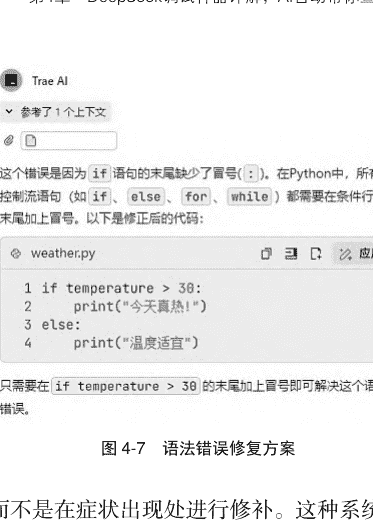 Trae AI
参考了 1 个上下文
这个错误是因为 if 语句的末尾缺少了冒号( : )。在Python中，所有
控制流语句（如 if 、 else 、 for 、 while ）都需要在条件行
末尾加上冒号。以下是修正后的代码：
weather.py
1 if temperature > 30:
2     print("今天真热!")
3 else:
4     print("温度适宜")
只需要在 if temperature > 30 的末尾加上冒号即可解决这个语
错误。
图 4-7 语法错误修复方案
而不是在症状出现处进行修补。这种系统